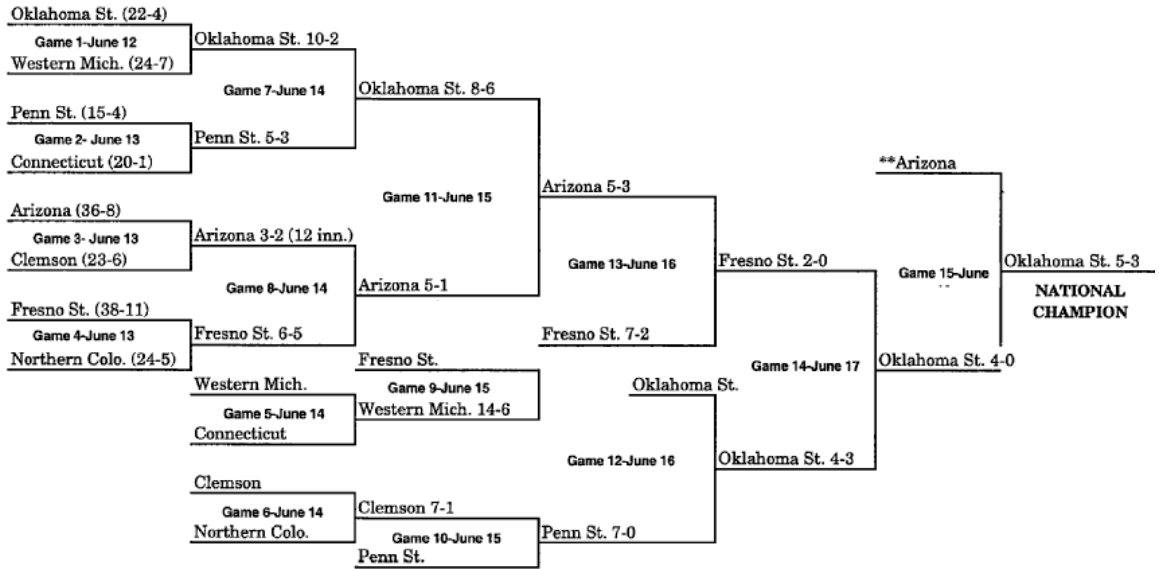 Oklahoma St. (22-4)
Game 1-June 12
Western Mich. (24-7)
Oklahoma St. 10-2
Game 7-June 14
Penn St. (15-4)
Game 2- June 13
Connecticut (20-1)
Penn St. 5-3
Oklahoma St. 8-6
Game 11-June 15
Arizona (36-8)
Game 3- June 13
Clemson (23-6)
Arizona 3-2 (12 inn.)
Game 8-June 14
Fresno St. (38-11)
Game 4-June 13
Northern Colo. (24-5)
Fresno St. 6-5
Arizona 5-1
Arizona 5-3
Game 13-June 16
Fresno St. 7-2
Fresno St.
Game 9-June 15
Western Mich. 14-6
Western Mich.
Game 5-June 14
Connecticut
Clemson
Game 6-June 14
Northern Colo.
Clemson 7-1
Game 10-June 15
Penn St.
Penn St. 7-0
Oklahoma St.
Game 12-June 16
Oklahoma St. 4-3
Fresno St. 2-0
Game 14-June 17
Oklahoma St. 4-0
**Arizona
Game 15-June
Oklahoma St. 5-3
NATIONAL
CHAMPION